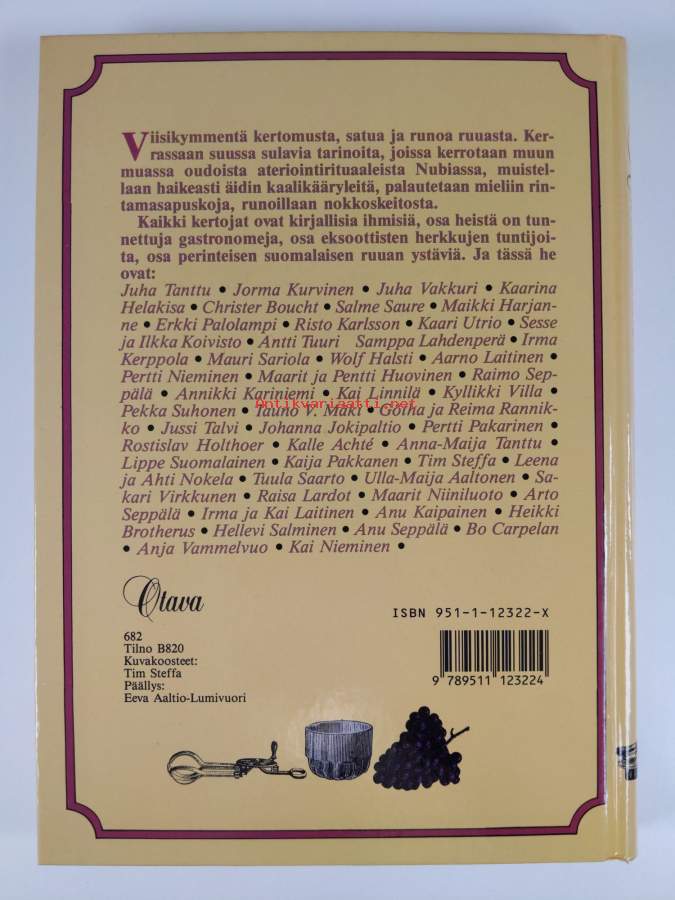 Viisikymmentä kertomusta, satua ja runoa ruuasta. Ker-
rassaan suussa sulavia tarinoita, joissa kerrotaan muun
muassa oudoista ateriointirituaaleista Nubiassa, muistel-
laan haikeasti äidin kaalikääryleitä, palautetaan mieliin rin-
tamasapuskoja, runoillaan nokkoskeitosta.
Kaikki kertojat ovat kirjallisia ihmisiä, osa heistä on tun-
nettuja gastronomeja, osa eksoottisten herkkujen tuntijoi-
ta, osa perinteisen suomalaisen ruuan ystäviä. Ja tässä he
ovat:
Juha Tanttu • Jorma Kurvinen • Juha Vakkuri • Kaarina
Helakisa • Christer Boucht • Salme Saure • Maikki Harjan-
ne • Erkki Palolampi • Risto Karlsson • Kaari Utrio • Sesse
ja Ilkka Koivisto • Antti Tuuri Samppa Lahdenperä • Irma
Kerppola • Mauri Sariola • Wolf Halsti • Aarno Laitinen •
Pertti Nieminen • Maarit ja Pentti Huovinen • Raimo Sep-
pälä • Annikki Kariniemi • Kai Linnilä • Kyllikki Villa •
Pekka Suhonen • Tauno V. Mäki • Gotha ja Reima Rannik-
ko • Jussi Talvi • Johanna Jokipaltio • Pertti Pakarinen •
Rostislav Holthoer • Kalle Achté • Anna-Maija Tanttu •
Lippe Suomalainen • Kaija Pakkanen • Tim Steffa • Leena
ja Ahti Nokela • Tuula Saarto • Ulla-Maija Aaltonen • Sa-
kari Virkkunen • Raisa Lardot • Maarit Niiniluoto • Arto
Seppälä • Irma ja Kai Laitinen • Anu Kaipainen • Heikki
Brotherus • Hellevi Salminen • Anu Seppälä • Bo Carpelan
• Anja Vammelvuo • Kai Nieminen •
antikvariaatti.net
Otava
ISBN 951-1-12322-X
682
Tilno B820
Kuvakoosteet:
Tim Steffa
Päällys:
Eeva Aaltio-Lumivuori
9 789511 123224